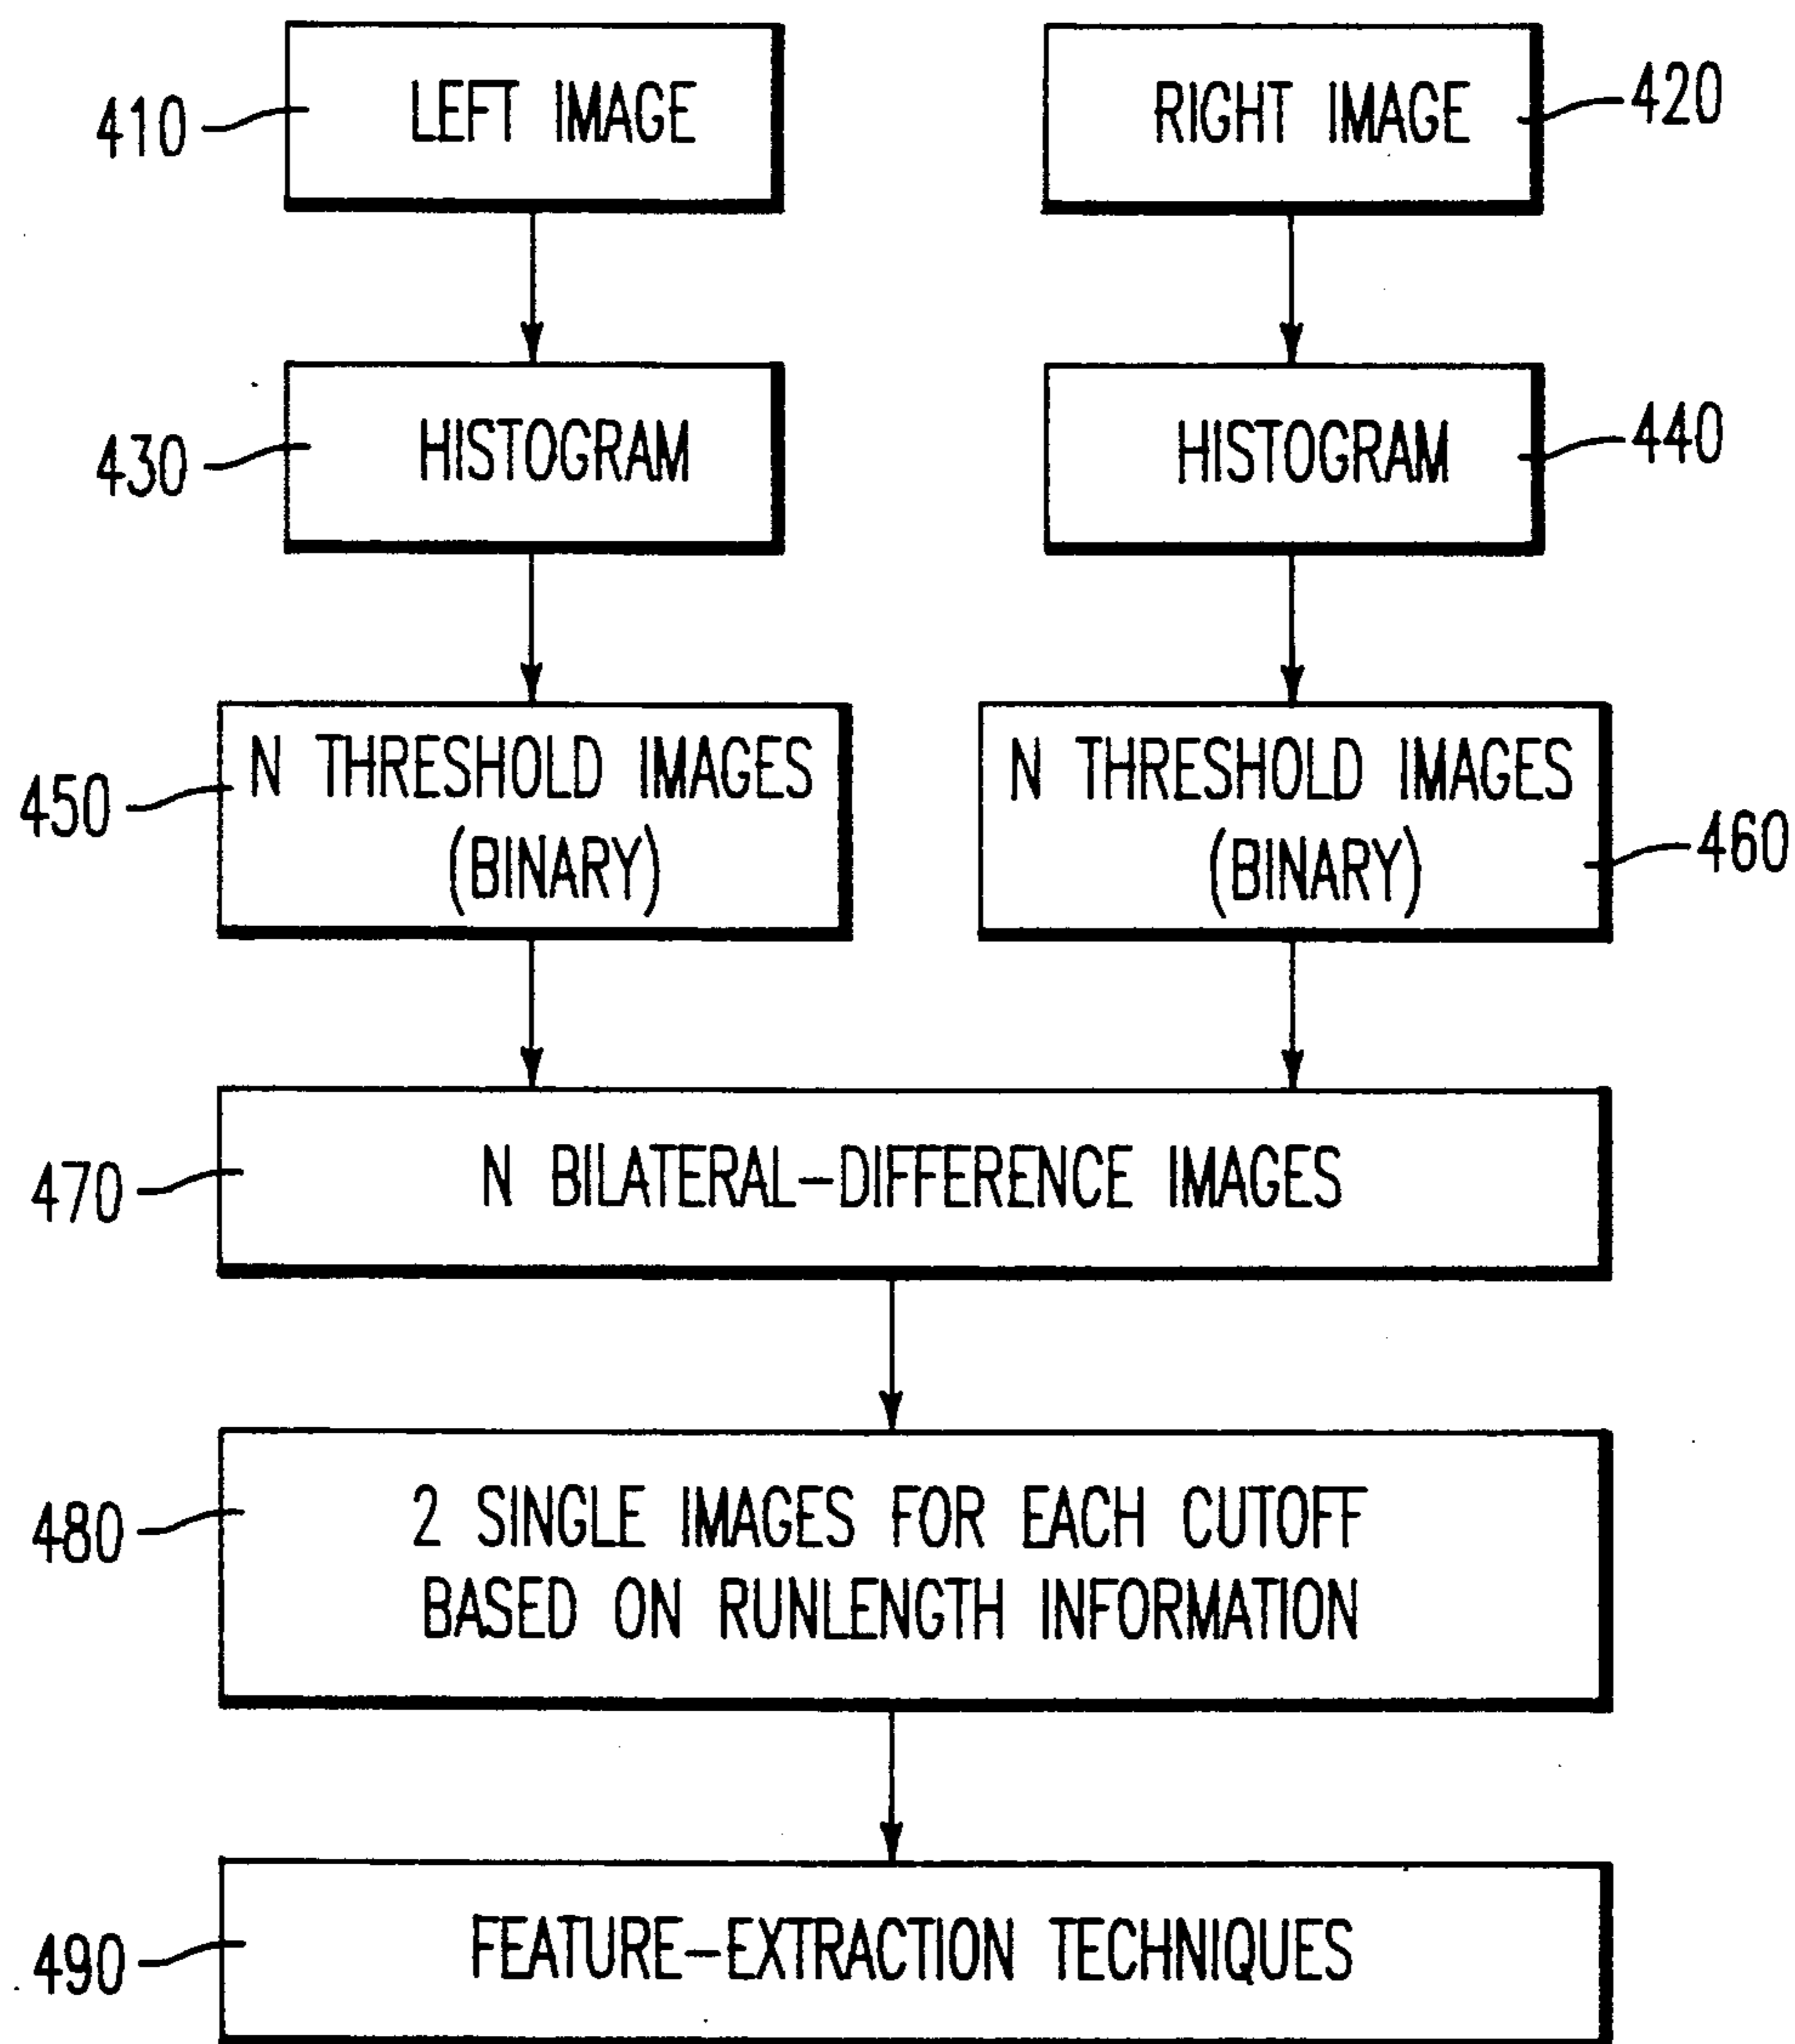 410
LEFT IMAGE
RIGHT IMAGE
420
430
HISTOGRAM
HISTOGRAM
440
450
N THRESHOLD IMAGES
(BINARY)
N THRESHOLD IMAGES
(BINARY)
460
470
N BILATERAL-DIFFERENCE IMAGES
480
2 SINGLE IMAGES FOR EACH CUTOFF
BASED ON RUNLENGTH INFORMATION
490
FEATURE-EXTRACTION TECHNIQUES